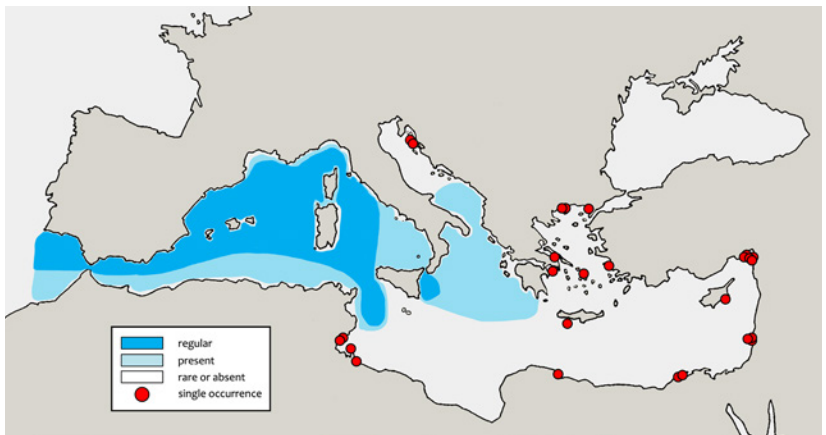 regular
present
rare or absent
single occurrence